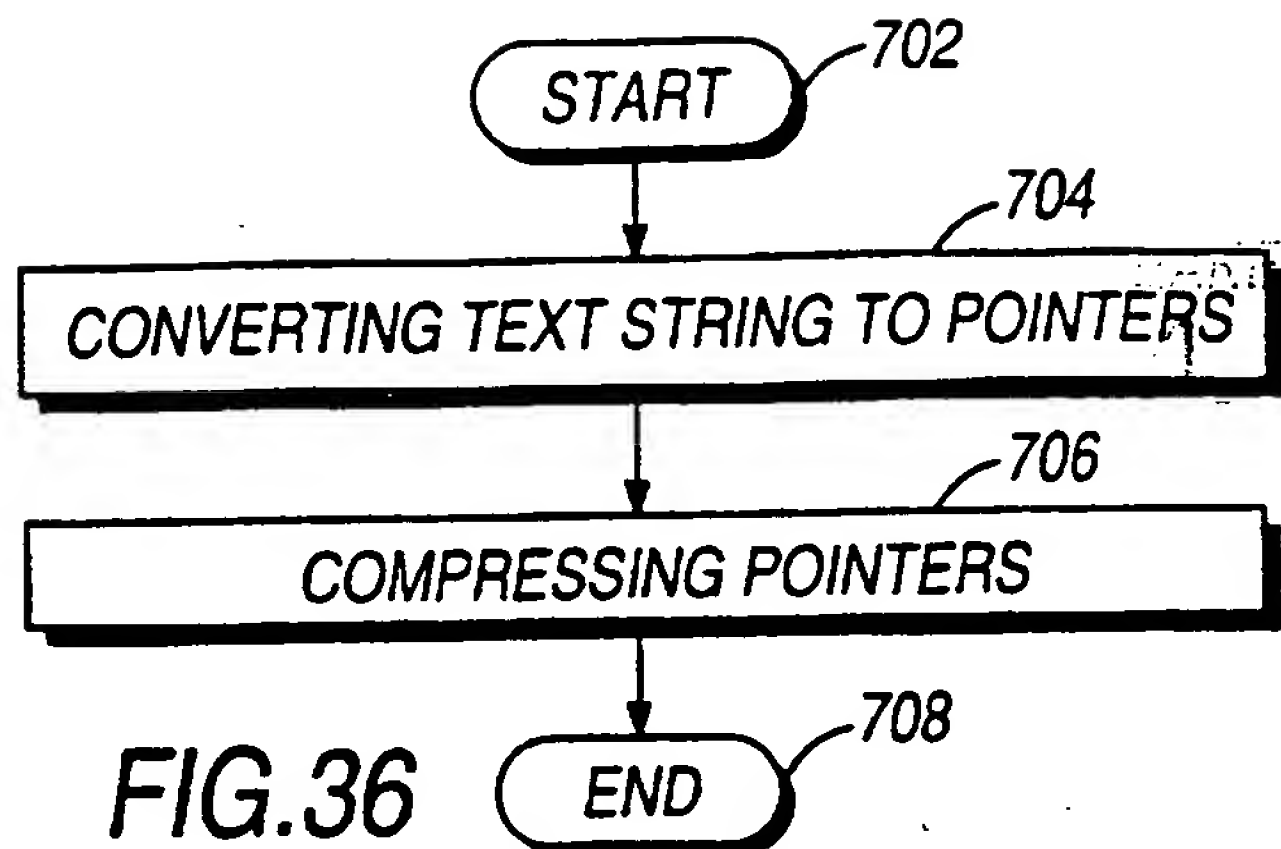 START
702
704
CONVERTING TEXT STRING TO POINTERS
706
COMPRESSING POINTERS
708
END
FIG.36